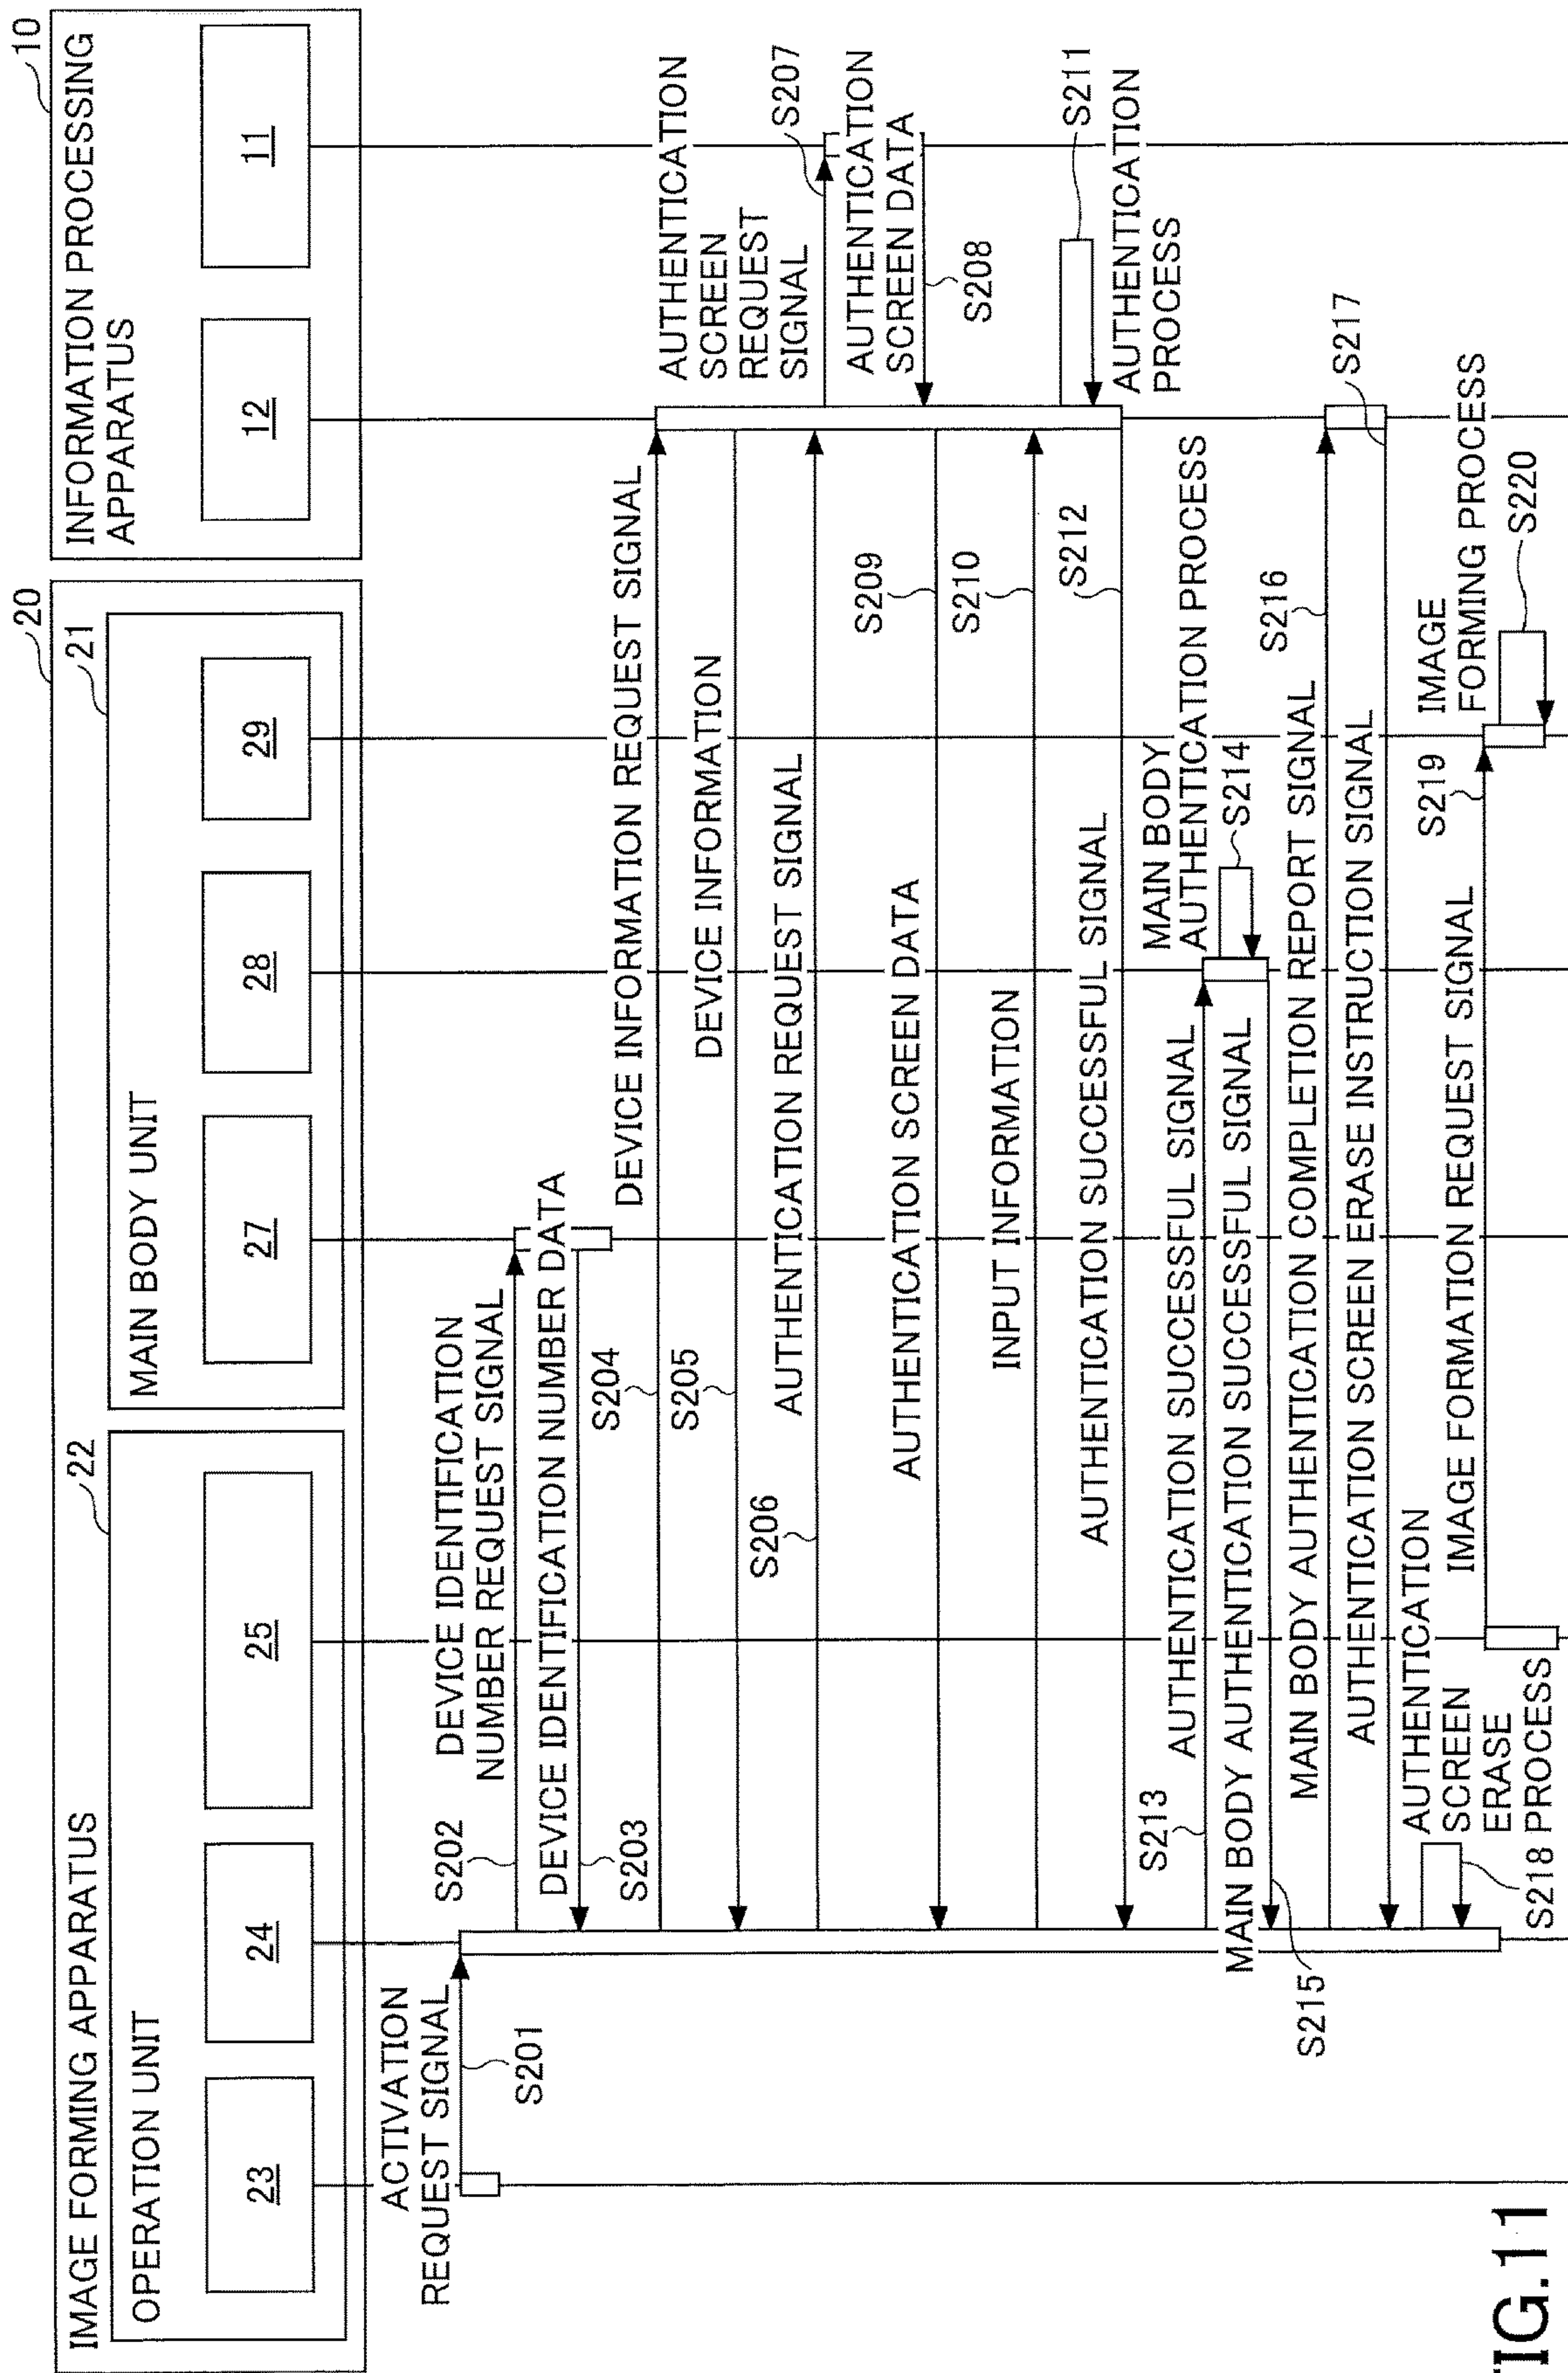 IMAGE FORMING APPARATUS
20
OPERATION UNIT
22
23
24
25
MAIN BODY UNIT
21
27
28
29
INFORMATION PROCESSING
APPARATUS
10
12
11
ACTIVATION
REQUEST SIGNAL
S201
S202
DEVICE IDENTIFICATION
NUMBER REQUEST SIGNAL
DEVICE IDENTIFICATION NUMBER DATA
S203
S204
DEVICE INFORMATION REQUEST SIGNAL
S205
DEVICE INFORMATION
S206
AUTHENTICATION REQUEST SIGNAL
AUTHENTICATION
SCREEN
REQUEST
SIGNAL
S207
AUTHENTICATION
SCREEN DATA
S208
AUTHENTICATION SCREEN DATA
S209
INPUT INFORMATION
S210
S211
AUTHENTICATION
PROCESS
AUTHENTICATION SUCCESSFUL SIGNAL
S212
S213
AUTHENTICATION SUCCESSFUL SIGNAL
MAIN BODY
AUTHENTICATION PROCESS
S214
MAIN BODY AUTHENTICATION SUCCESSFUL SIGNAL
S215
MAIN BODY AUTHENTICATION COMPLETION REPORT SIGNAL
S216
AUTHENTICATION SCREEN ERASE INSTRUCTION SIGNAL
S217
AUTHENTICATION
SCREEN
ERASE
S218 PROCESS
IMAGE FORMATION REQUEST SIGNAL
S219
IMAGE
FORMING PROCESS
S220
FIG.11